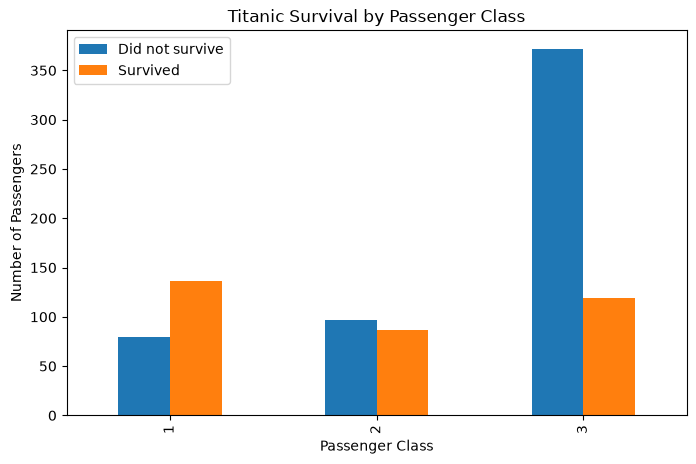 Titanic Survival by Passenger Class
Did not survive
Survived
Number of Passengers
350
300
250
200
150
100
50
0
1
2
3
Passenger Class